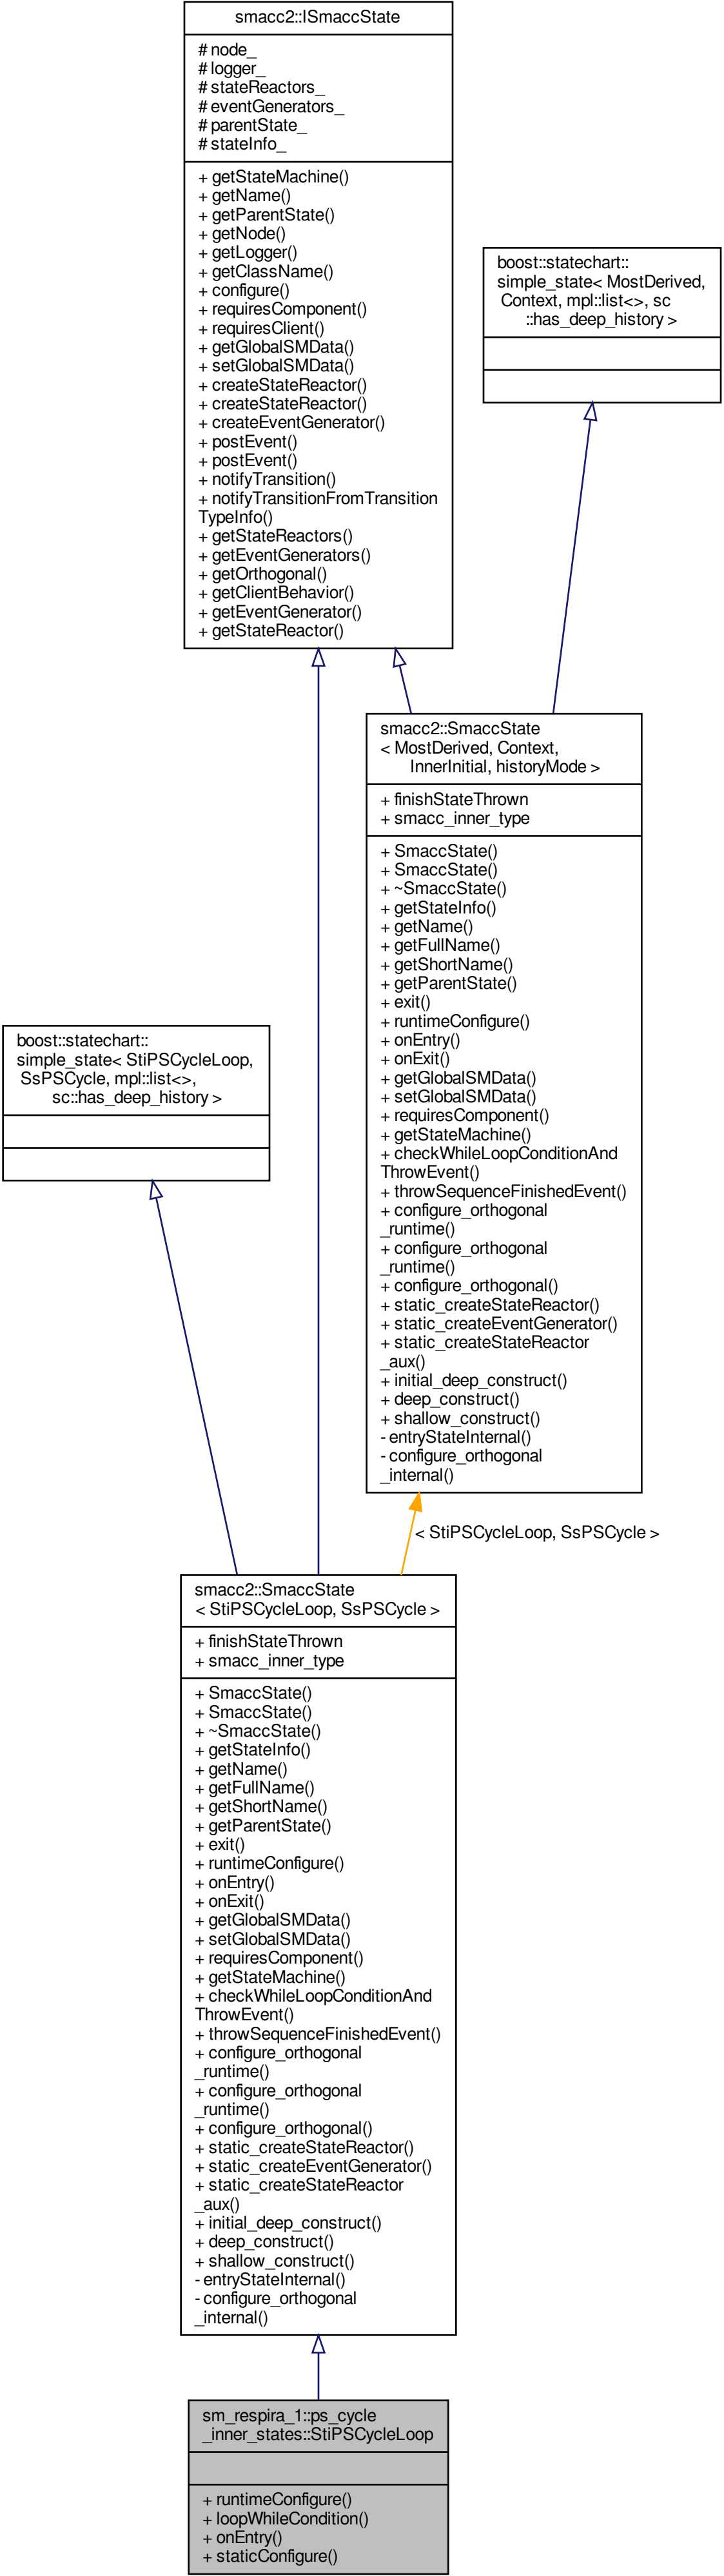 smacc2::ISmaccState
# node_
# logger_
# stateReactors_
# eventGenerators_
# parentState_
# stateInfo_
+ getStateMachine()
+ getName()
+ getParentState()
+ getNode()
+ getLogger()
+ getClassName()
+ configure()
+ requiresComponent()
+ requiresClient()
+ getGlobalSMData()
+ setGlobalSMData()
+ createStateReactor()
+ createStateReactor()
+ createEventGenerator()
+ postEvent()
+ postEvent()
+ notifyTransition()
+ notifyTransitionFromTransition
TypeInfo()
+ getStateReactors()
+ getEventGenerators()
+ getOrthogonal()
+ getClientBehavior()
+ getEventGenerator()
+ getStateReactor()
boost::statechart::
simple_state< MostDerived,
Context, mpl::list<>, sc
::has_deep_history >
smacc2::SmaccState
< MostDerived, Context,
InnerInitial, historyMode >
+ finishStateThrown
+ smacc_inner_type
+ SmaccState()
+ SmaccState()
+ ~SmaccState()
+ getStateInfo()
+ getName()
+ getFullName()
+ getShortName()
+ getParentState()
+ exit()
+ runtimeConfigure()
+ onEntry()
+ onExit()
+ getGlobalSMData()
+ setGlobalSMData()
+ requiresComponent()
+ getStateMachine()
+ checkWhileLoopConditionAnd
ThrowEvent()
+ throwSequenceFinishedEvent()
+ configure_orthogonal
_runtime()
+ configure_orthogonal
_runtime()
+ configure_orthogonal()
+ static_createStateReactor()
+ static_createEventGenerator()
+ static_createStateReactor
_aux()
+ initial_deep_construct()
+ deep_construct()
+ shallow_construct()
- entryStateInternal()
- configure_orthogonal
_internal()
boost::statechart::
simple_state< StiPSCycleLoop,
SsPSCycle, mpl::list<>,
sc::has_deep_history >
< StiPSCycleLoop, SsPSCycle >
smacc2::SmaccState
< StiPSCycleLoop, SsPSCycle >
+ finishStateThrown
+ smacc_inner_type
+ SmaccState()
+ SmaccState()
+ ~SmaccState()
+ getStateInfo()
+ getName()
+ getFullName()
+ getShortName()
+ getParentState()
+ exit()
+ runtimeConfigure()
+ onEntry()
+ onExit()
+ getGlobalSMData()
+ setGlobalSMData()
+ requiresComponent()
+ getStateMachine()
+ checkWhileLoopConditionAnd
ThrowEvent()
+ throwSequenceFinishedEvent()
+ configure_orthogonal
_runtime()
+ configure_orthogonal
_runtime()
+ configure_orthogonal()
+ static_createStateReactor()
+ static_createEventGenerator()
+ static_createStateReactor
_aux()
+ initial_deep_construct()
+ deep_construct()
+ shallow_construct()
- entryStateInternal()
- configure_orthogonal
_internal()
sm_respira_1::ps_cycle
_inner_states::StiPSCycleLoop
+ runtimeConfigure()
+ loopWhileCondition()
+ onEntry()
+ staticConfigure()